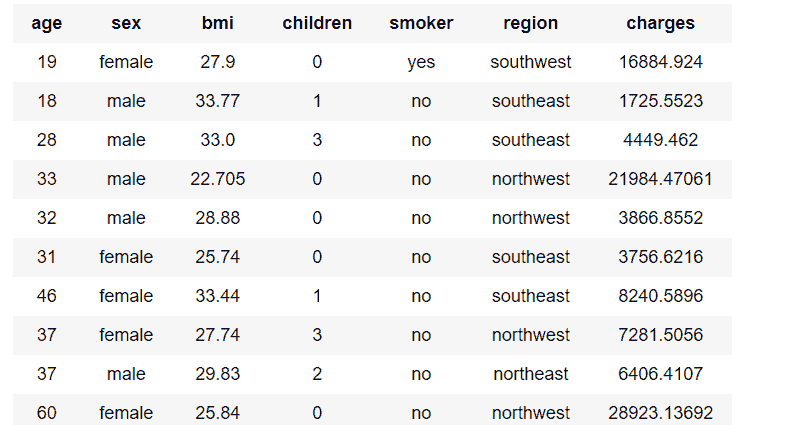 age sex bmi children smoker region charges
19 female 27.9 0 yes southwest 16884.924
18 male 33.77 1 no southeast 1725.5523
28 male 33.0 3 no southeast 4449.462
33 male 22.705 0 no northwest 21984.47061
32 male 28.88 0 no northwest 3866.8552
31 female 25.74 0 no southeast 3756.6216
46 female 33.44 1 no southeast 8240.5896
37 female 27.74 3 no northwest 7281.5056
37 male 29.83 2 no northeast 6406.4107
60 female 25.84 0 no northwest 28923.13692